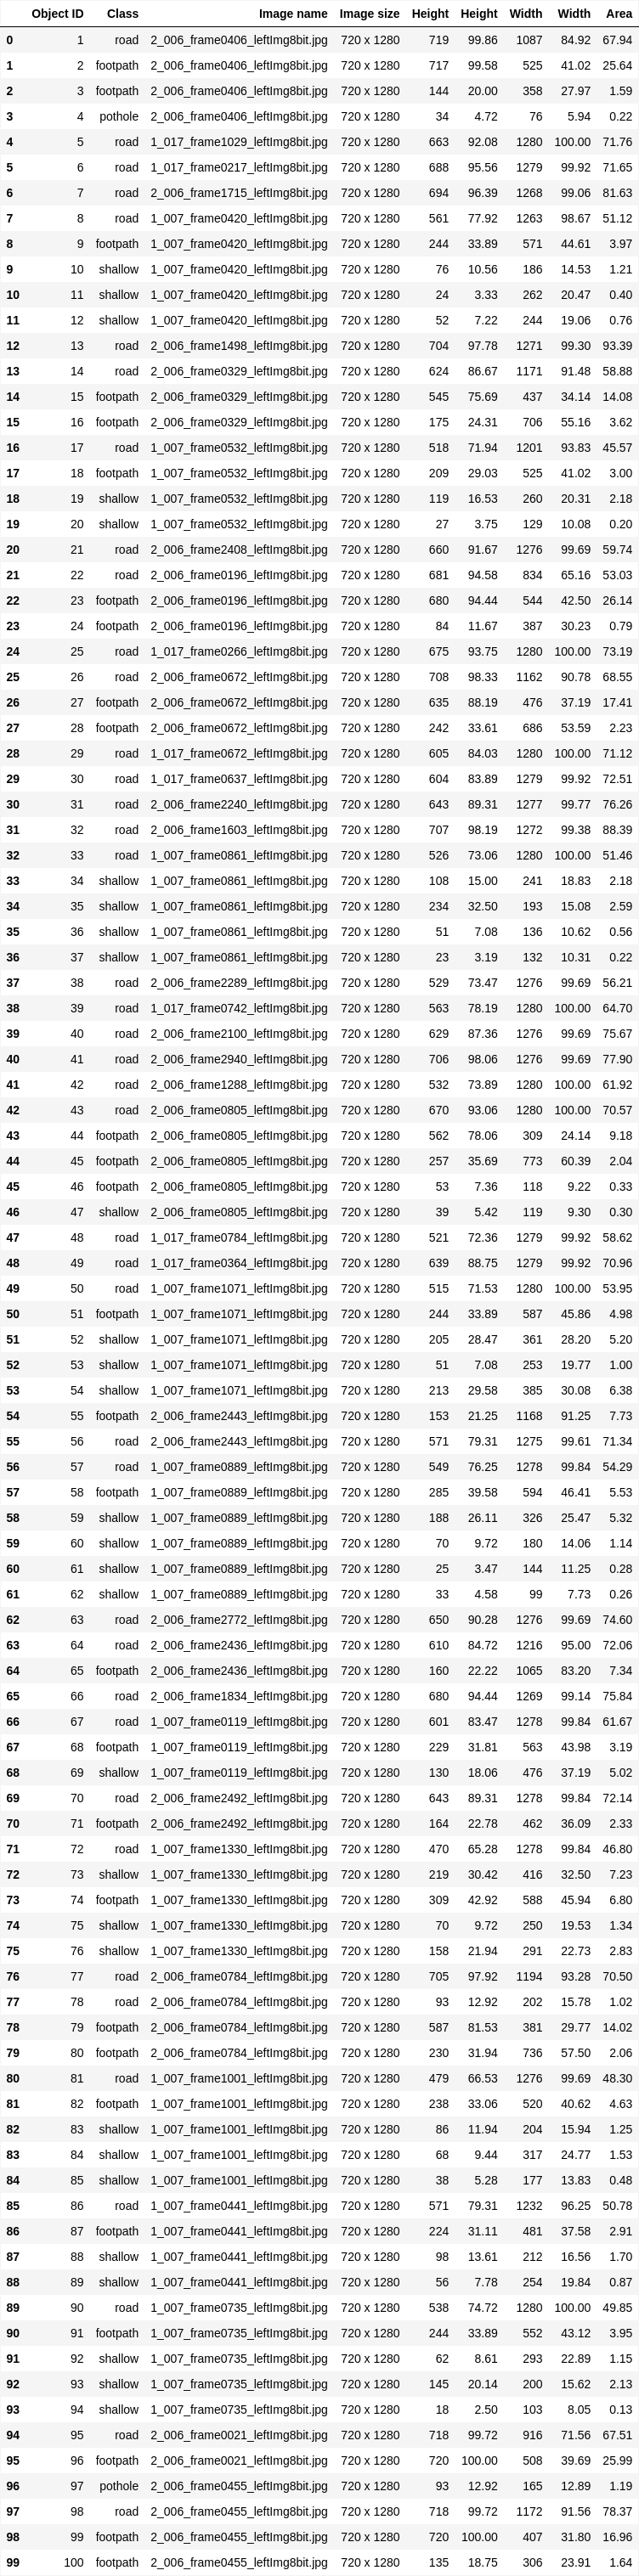 Object ID Class Image name Image size Height Height Width Width Area
0 1 road 2_006_frame0406_leftImg8bit.jpg 720 x 1280 719 99.86 1087 84.92 67.94
1 2 footpath 2_006_frame0406_leftImg8bit.jpg 720 x 1280 717 99.58 525 41.02 25.64
2 3 footpath 2_006_frame0406_leftImg8bit.jpg 720 x 1280 144 20.00 358 27.97 1.59
3 4 pothole 2_006_frame0406_leftImg8bit.jpg 720 x 1280 34 4.72 76 5.94 0.22
4 5 road 1_017_frame1029_leftImg8bit.jpg 720 x 1280 663 92.08 1280 100.00 71.76
5 6 road 1_017_frame0217_leftImg8bit.jpg 720 x 1280 688 95.56 1279 99.92 71.65
6 7 road 2_006_frame1715_leftImg8bit.jpg 720 x 1280 694 96.39 1268 99.06 81.63
7 8 road 1_007_frame0420_leftImg8bit.jpg 720 x 1280 561 77.92 1263 98.67 51.12
8 9 footpath 1_007_frame0420_leftImg8bit.jpg 720 x 1280 244 33.89 571 44.61 3.97
9 10 shallow 1_007_frame0420_leftImg8bit.jpg 720 x 1280 76 10.56 186 14.53 1.21
10 11 shallow 1_007_frame0420_leftImg8bit.jpg 720 x 1280 24 3.33 262 20.47 0.40
11 12 shallow 1_007_frame0420_leftImg8bit.jpg 720 x 1280 52 7.22 244 19.06 0.76
12 13 road 2_006_frame1498_leftImg8bit.jpg 720 x 1280 704 97.78 1271 99.30 93.39
13 14 road 2_006_frame0329_leftImg8bit.jpg 720 x 1280 624 86.67 1171 91.48 58.88
14 15 footpath 2_006_frame0329_leftImg8bit.jpg 720 x 1280 545 75.69 437 34.14 14.08
15 16 footpath 2_006_frame0329_leftImg8bit.jpg 720 x 1280 175 24.31 706 55.16 3.62
16 17 road 1_007_frame0532_leftImg8bit.jpg 720 x 1280 518 71.94 1201 93.83 45.57
17 18 footpath 1_007_frame0532_leftImg8bit.jpg 720 x 1280 209 29.03 525 41.02 3.00
18 19 shallow 1_007_frame0532_leftImg8bit.jpg 720 x 1280 119 16.53 260 20.31 2.18
19 20 shallow 1_007_frame0532_leftImg8bit.jpg 720 x 1280 27 3.75 129 10.08 0.20
20 21 road 2_006_frame2408_leftImg8bit.jpg 720 x 1280 660 91.67 1276 99.69 59.74
21 22 road 2_006_frame0196_leftImg8bit.jpg 720 x 1280 681 94.58 834 65.16 53.03
22 23 footpath 2_006_frame0196_leftImg8bit.jpg 720 x 1280 680 94.44 544 42.50 26.14
23 24 footpath 2_006_frame0196_leftImg8bit.jpg 720 x 1280 84 11.67 387 30.23 0.79
24 25 road 1_017_frame0266_leftImg8bit.jpg 720 x 1280 675 93.75 1280 100.00 73.19
25 26 road 2_006_frame0672_leftImg8bit.jpg 720 x 1280 708 98.33 1162 90.78 68.55
26 27 footpath 2_006_frame0672_leftImg8bit.jpg 720 x 1280 635 88.19 476 37.19 17.41
27 28 footpath 2_006_frame0672_leftImg8bit.jpg 720 x 1280 242 33.61 686 53.59 2.23
28 29 road 1_017_frame0672_leftImg8bit.jpg 720 x 1280 605 84.03 1280 100.00 71.12
29 30 road 1_017_frame0637_leftImg8bit.jpg 720 x 1280 604 83.89 1279 99.92 72.51
30 31 road 2_006_frame2240_leftImg8bit.jpg 720 x 1280 643 89.31 1277 99.77 76.26
31 32 road 2_006_frame1603_leftImg8bit.jpg 720 x 1280 707 98.19 1272 99.38 88.39
32 33 road 1_007_frame0861_leftImg8bit.jpg 720 x 1280 526 73.06 1280 100.00 51.46
33 34 shallow 1_007_frame0861_leftImg8bit.jpg 720 x 1280 108 15.00 241 18.83 2.18
34 35 shallow 1_007_frame0861_leftImg8bit.jpg 720 x 1280 234 32.50 193 15.08 2.59
35 36 shallow 1_007_frame0861_leftImg8bit.jpg 720 x 1280 51 7.08 136 10.62 0.56
36 37 shallow 1_007_frame0861_leftImg8bit.jpg 720 x 1280 23 3.19 132 10.31 0.22
37 38 road 2_006_frame2289_leftImg8bit.jpg 720 x 1280 529 73.47 1276 99.69 56.21
38 39 road 1_017_frame0742_leftImg8bit.jpg 720 x 1280 563 78.19 1280 100.00 64.70
39 40 road 2_006_frame2100_leftImg8bit.jpg 720 x 1280 629 87.36 1276 99.69 75.67
40 41 road 2_006_frame2940_leftImg8bit.jpg 720 x 1280 706 98.06 1276 99.69 77.90
41 42 road 2_006_frame1288_leftImg8bit.jpg 720 x 1280 532 73.89 1280 100.00 61.92
42 43 road 2_006_frame0805_leftImg8bit.jpg 720 x 1280 670 93.06 1280 100.00 70.57
43 44 footpath 2_006_frame0805_leftImg8bit.jpg 720 x 1280 562 78.06 309 24.14 9.18
44 45 footpath 2_006_frame0805_leftImg8bit.jpg 720 x 1280 257 35.69 773 60.39 2.04
45 46 footpath 2_006_frame0805_leftImg8bit.jpg 720 x 1280 53 7.36 118 9.22 0.33
46 47 shallow 2_006_frame0805_leftImg8bit.jpg 720 x 1280 39 5.42 119 9.30 0.30
47 48 road 1_017_frame0784_leftImg8bit.jpg 720 x 1280 521 72.36 1279 99.92 58.62
48 49 road 1_017_frame0364_leftImg8bit.jpg 720 x 1280 639 88.75 1279 99.92 70.96
49 50 road 1_007_frame1071_leftImg8bit.jpg 720 x 1280 515 71.53 1280 100.00 53.95
50 51 footpath 1_007_frame1071_leftImg8bit.jpg 720 x 1280 244 33.89 587 45.86 4.98
51 52 shallow 1_007_frame1071_leftImg8bit.jpg 720 x 1280 205 28.47 361 28.20 5.20
52 53 shallow 1_007_frame1071_leftImg8bit.jpg 720 x 1280 51 7.08 253 19.77 1.00
53 54 shallow 1_007_frame1071_leftImg8bit.jpg 720 x 1280 213 29.58 385 30.08 6.38
54 55 footpath 2_006_frame2443_leftImg8bit.jpg 720 x 1280 153 21.25 1168 91.25 7.73
55 56 road 2_006_frame2443_leftImg8bit.jpg 720 x 1280 571 79.31 1275 99.61 71.34
56 57 road 1_007_frame0889_leftImg8bit.jpg 720 x 1280 549 76.25 1278 99.84 54.29
57 58 footpath 1_007_frame0889_leftImg8bit.jpg 720 x 1280 285 39.58 594 46.41 5.53
58 59 shallow 1_007_frame0889_leftImg8bit.jpg 720 x 1280 188 26.11 326 25.47 5.32
59 60 shallow 1_007_frame0889_leftImg8bit.jpg 720 x 1280 70 9.72 180 14.06 1.14
60 61 shallow 1_007_frame0889_leftImg8bit.jpg 720 x 1280 25 3.47 144 11.25 0.28
61 62 shallow 1_007_frame0889_leftImg8bit.jpg 720 x 1280 33 4.58 99 7.73 0.26
62 63 road 2_006_frame2772_leftImg8bit.jpg 720 x 1280 650 90.28 1276 99.69 74.60
63 64 road 2_006_frame2436_leftImg8bit.jpg 720 x 1280 610 84.72 1216 95.00 72.06
64 65 footpath 2_006_frame2436_leftImg8bit.jpg 720 x 1280 160 22.22 1065 83.20 7.34
65 66 road 2_006_frame1834_leftImg8bit.jpg 720 x 1280 680 94.44 1269 99.14 75.84
66 67 road 1_007_frame0119_leftImg8bit.jpg 720 x 1280 601 83.47 1278 99.84 61.67
67 68 footpath 1_007_frame0119_leftImg8bit.jpg 720 x 1280 229 31.81 563 43.98 3.19
68 69 shallow 1_007_frame0119_leftImg8bit.jpg 720 x 1280 130 18.06 476 37.19 5.02
69 70 road 2_006_frame2492_leftImg8bit.jpg 720 x 1280 643 89.31 1278 99.84 72.14
70 71 footpath 2_006_frame2492_leftImg8bit.jpg 720 x 1280 164 22.78 462 36.09 2.33
71 72 road 1_007_frame1330_leftImg8bit.jpg 720 x 1280 470 65.28 1278 99.84 46.80
72 73 shallow 1_007_frame1330_leftImg8bit.jpg 720 x 1280 219 30.42 416 32.50 7.23
73 74 footpath 1_007_frame1330_leftImg8bit.jpg 720 x 1280 309 42.92 588 45.94 6.80
74 75 shallow 1_007_frame1330_leftImg8bit.jpg 720 x 1280 70 9.72 250 19.53 1.34
75 76 shallow 1_007_frame1330_leftImg8bit.jpg 720 x 1280 158 21.94 291 22.73 2.83
76 77 road 2_006_frame0784_leftImg8bit.jpg 720 x 1280 705 97.92 1194 93.28 70.50
77 78 road 2_006_frame0784_leftImg8bit.jpg 720 x 1280 93 12.92 202 15.78 1.02
78 79 footpath 2_006_frame0784_leftImg8bit.jpg 720 x 1280 587 81.53 381 29.77 14.02
79 80 footpath 2_006_frame0784_leftImg8bit.jpg 720 x 1280 230 31.94 736 57.50 2.06
80 81 road 1_007_frame1001_leftImg8bit.jpg 720 x 1280 479 66.53 1276 99.69 48.30
81 82 footpath 1_007_frame1001_leftImg8bit.jpg 720 x 1280 238 33.06 520 40.62 4.63
82 83 shallow 1_007_frame1001_leftImg8bit.jpg 720 x 1280 86 11.94 204 15.94 1.25
83 84 shallow 1_007_frame1001_leftImg8bit.jpg 720 x 1280 68 9.44 317 24.77 1.53
84 85 shallow 1_007_frame1001_leftImg8bit.jpg 720 x 1280 38 5.28 177 13.83 0.48
85 86 road 1_007_frame0441_leftImg8bit.jpg 720 x 1280 571 79.31 1232 96.25 50.78
86 87 footpath 1_007_frame0441_leftImg8bit.jpg 720 x 1280 224 31.11 481 37.58 2.91
87 88 shallow 1_007_frame0441_leftImg8bit.jpg 720 x 1280 98 13.61 212 16.56 1.70
88 89 shallow 1_007_frame0441_leftImg8bit.jpg 720 x 1280 56 7.78 254 19.84 0.87
89 90 road 1_007_frame0735_leftImg8bit.jpg 720 x 1280 538 74.72 1280 100.00 49.85
90 91 footpath 1_007_frame0735_leftImg8bit.jpg 720 x 1280 244 33.89 552 43.12 3.95
91 92 shallow 1_007_frame0735_leftImg8bit.jpg 720 x 1280 62 8.61 293 22.89 1.15
92 93 shallow 1_007_frame0735_leftImg8bit.jpg 720 x 1280 145 20.14 200 15.62 2.13
93 94 shallow 1_007_frame0735_leftImg8bit.jpg 720 x 1280 18 2.50 103 8.05 0.13
94 95 road 2_006_frame0021_leftImg8bit.jpg 720 x 1280 718 99.72 916 71.56 67.51
95 96 footpath 2_006_frame0021_leftImg8bit.jpg 720 x 1280 720 100.00 508 39.69 25.99
96 97 pothole 2_006_frame0455_leftImg8bit.jpg 720 x 1280 93 12.92 165 12.89 1.19
97 98 road 2_006_frame0455_leftImg8bit.jpg 720 x 1280 718 99.72 1172 91.56 78.37
98 99 footpath 2_006_frame0455_leftImg8bit.jpg 720 x 1280 720 100.00 407 31.80 16.96
99 100 footpath 2_006_frame0455_leftImg8bit.jpg 720 x 1280 135 18.75 306 23.91 1.64